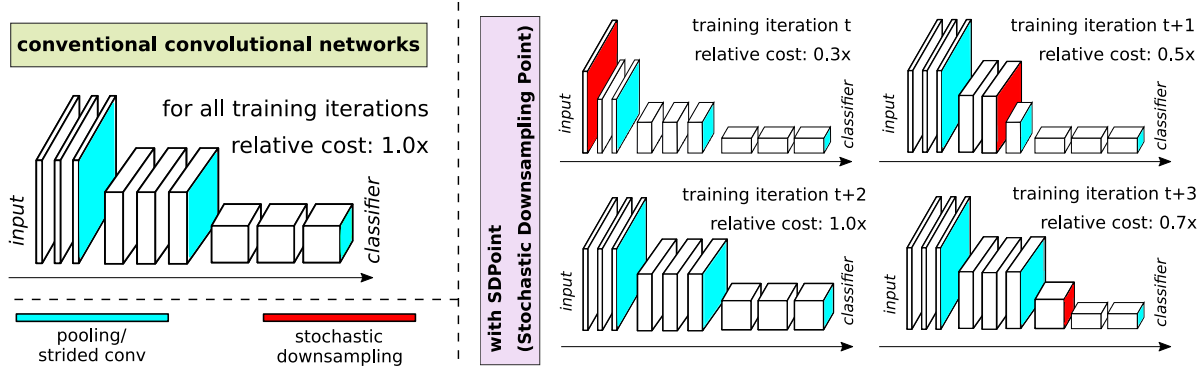 conventional convolutional networks
for all training iterations
relative cost: 1.0x
input
classifier
pooling/
strided conv
stochastic
downsampling
with SDPoint
(Stochastic Downsampling Point)
training iteration t
relative cost: 0.3x
input
classifier
training iteration t+1
relative cost: 0.5x
input
classifier
training iteration t+2
relative cost: 1.0x
input
classifier
training iteration t+3
relative cost: 0.7x
input
classifier